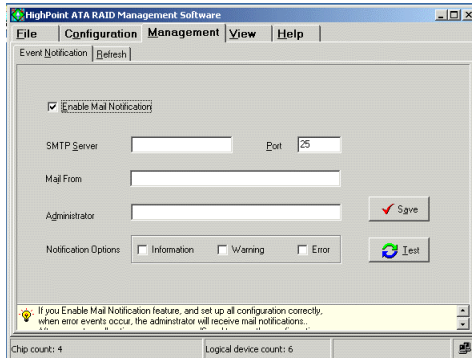 HighPoint ATA RAID Management Software
File Configuration Management View Help
Event Notification Refresh
Enable Mail Notification
SMTP Server Port 25
Mail From
Administrator
Save
Notification Options Information Warning Error
Test
If you Enable Mail Notification feature, and set up all configuration correctly,
when error events occur, the adminstrator will receive mail notifications..
Chip count: 4 Logical device count: 6